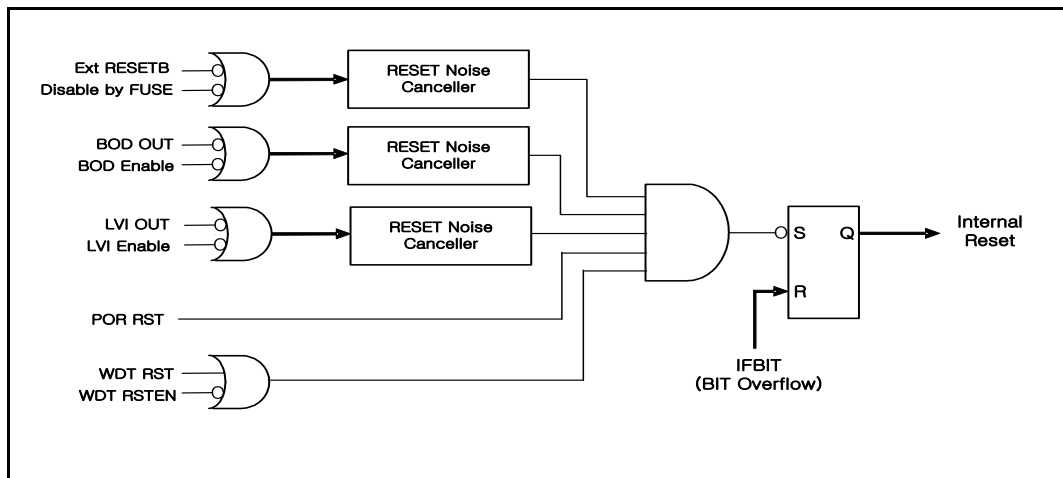 Ext RESETB
Disable by FUSE
RESET Noise
Canceller
BOD OUT
BOD Enable
RESET Noise
Canceller
LVI OUT
LVI Enable
RESET Noise
Canceller
POR RST
WDT RST
WDT RSTEN
S
Q
R
Internal
Reset
IFBIT
(BIT Overflow)